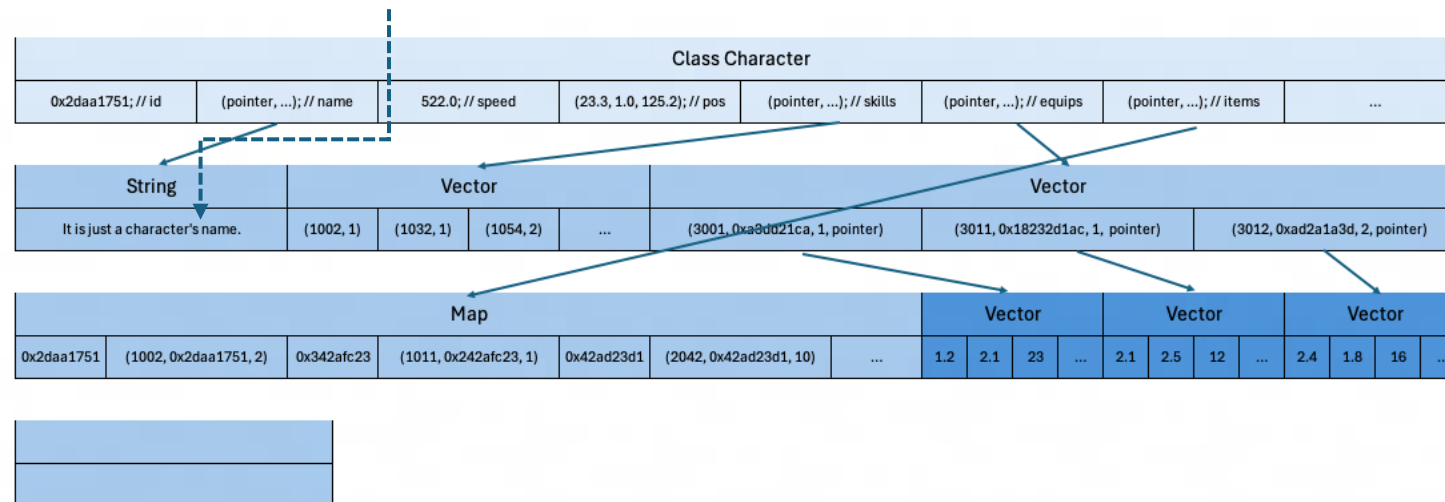 Class Character
0x2daa1751; // id
(pointer, ...); // name
522.0; // speed
(23.3, 1.0, 125.2); // pos
(pointer, ...); // skills
(pointer, ...); // equips
(pointer, ...); // items
...
String
Vector
Vector
It is just a character's name.
(1002, 1)
(1032, 1)
(1054, 2)
...
(3001, 0xa3dd21ca, 1, pointer)
(3011, 0x18232d1ac, 1, pointer)
(3012, 0xad2a1a3d, 2, pointer)
Map
Vector
Vector
Vector
0x2daa1751
(1002, 0x2daa1751, 2)
0x342afc23
(1011, 0x242afc23, 1)
0x42ad23d1
(2042, 0x42ad23d1, 10)
...
1.2
2.1
23
...
2.1
2.5
12
...
2.4
1.8
16
...